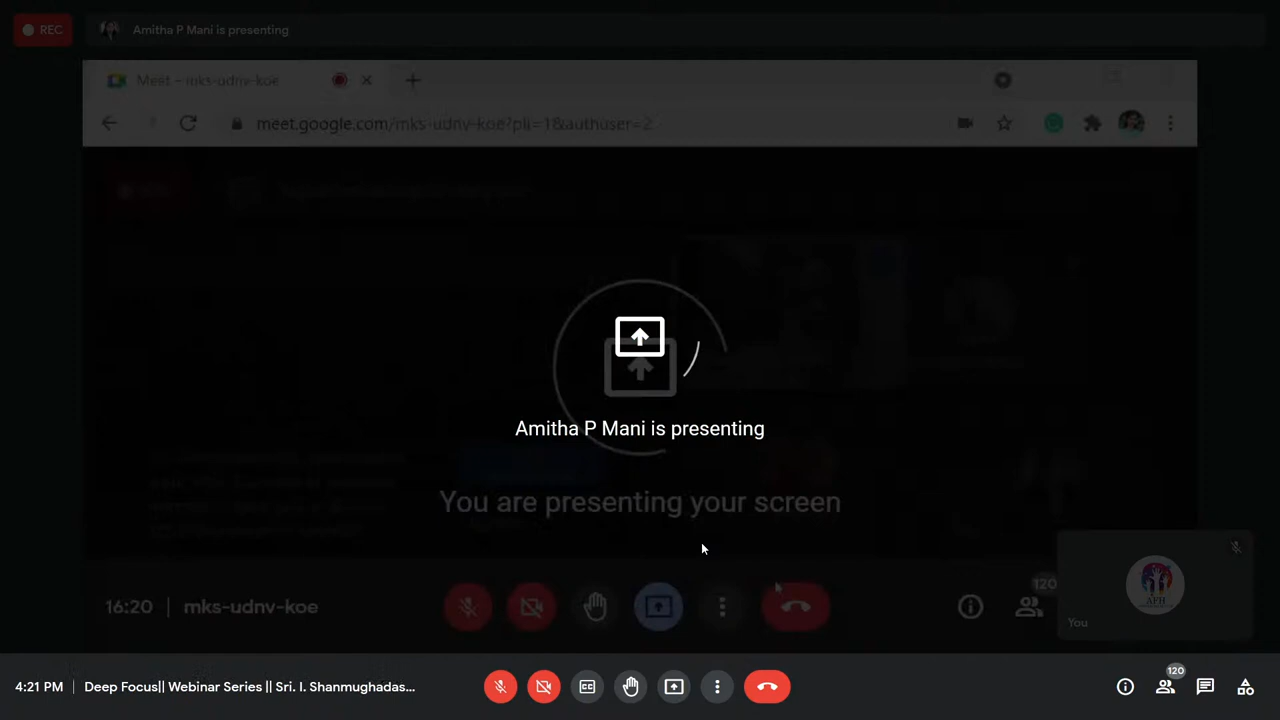 REC
Amitha P Mani is presenting
Meet – mks-udnv-koe
meet.google.com/mks-udnv-koe?pli=1&authuser=2
Amitha P Mani is presenting
You are presenting your screen
120
You
16:20 | mks-udnv-koe
4:21 PM | Deep Focus|| Webinar Series || Sri. I. Shanmughadas...
CC
120